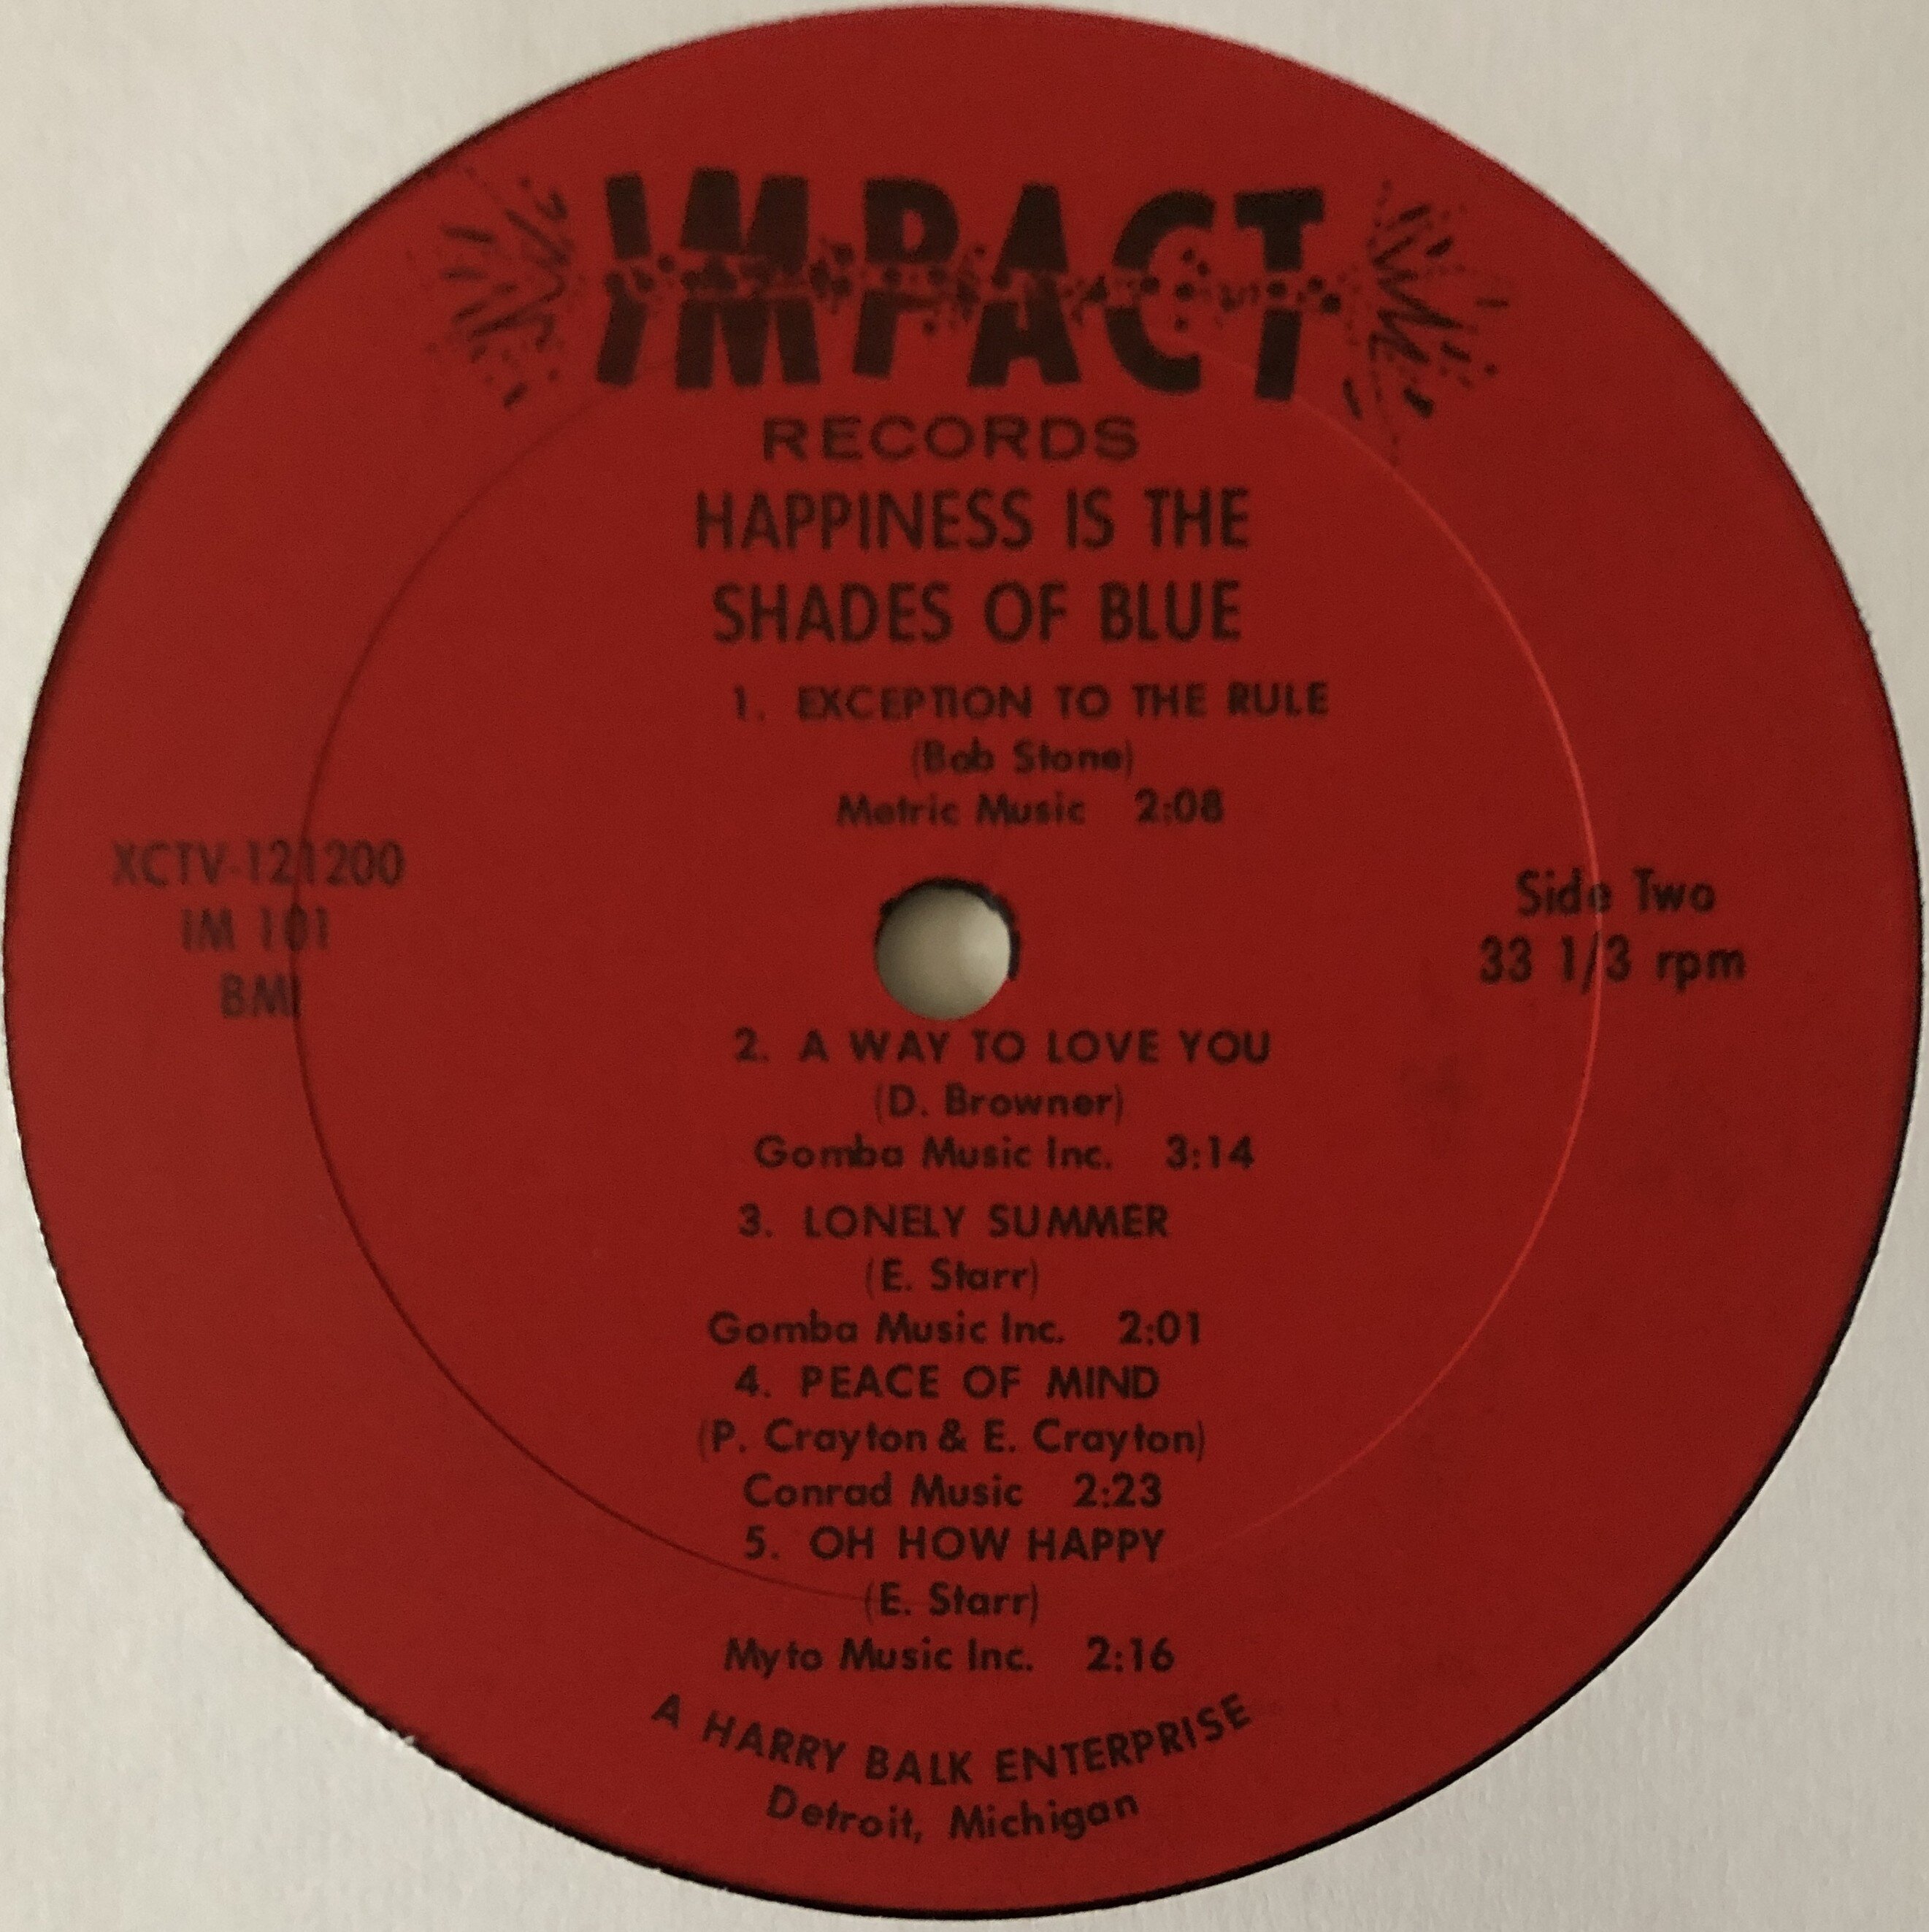 IMPACT
RECORDS
HAPPINESS IS THE
SHADES OF BLUE
1. EXCEPTION TO THE RULE
(Bob Stone)
Metric Music 2:08
XCTV-121200
IM 101
BMI
Side Two
33 1/3 rpm
2. A WAY TO LOVE YOU
(D. Browner)
Gomba Music Inc. 3:14
3. LONELY SUMMER
(E. Starr)
Gomba Music Inc. 2:01
4. PEACE OF MIND
(P. Crayton & E. Crayton)
Conrad Music 2:23
5. OH HOW HAPPY
(E. Starr)
Myto Music Inc. 2:16
A HARRY BALK ENTERPRISE
Detroit, Michigan